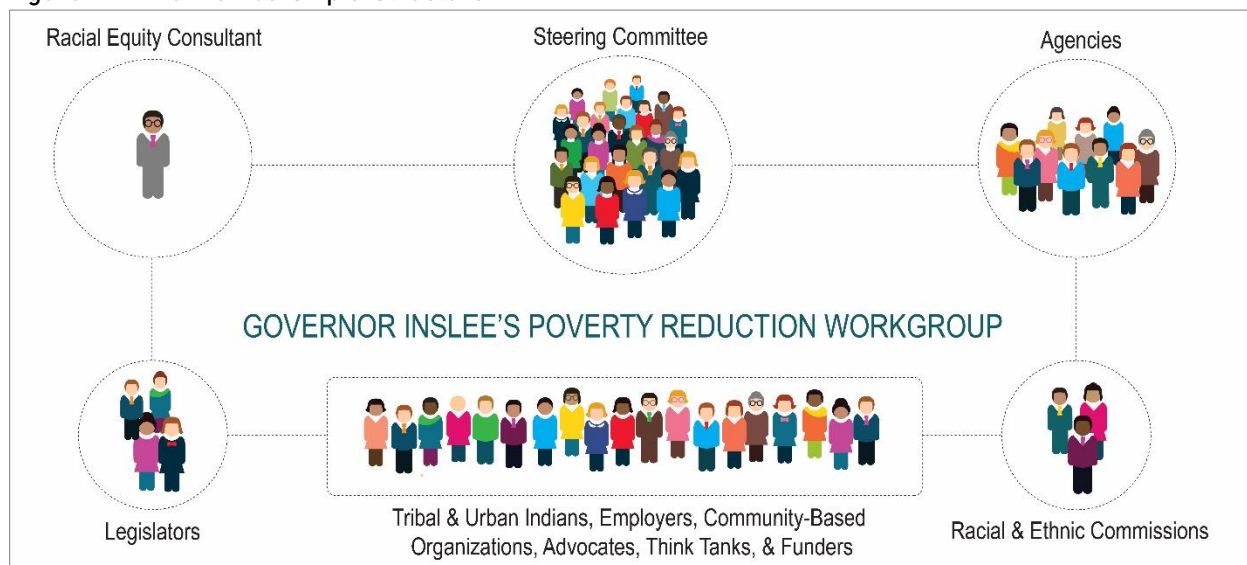 Racial Equity Consultant
Steering Committee
Agencies
GOVERNOR INSLEE'S POVERTY REDUCTION WORKGROUP
Legislators
Tribal & Urban Indians, Employers, Community-Based
Organizations, Advocates, Think Tanks, & Funders
Racial & Ethnic Commissions